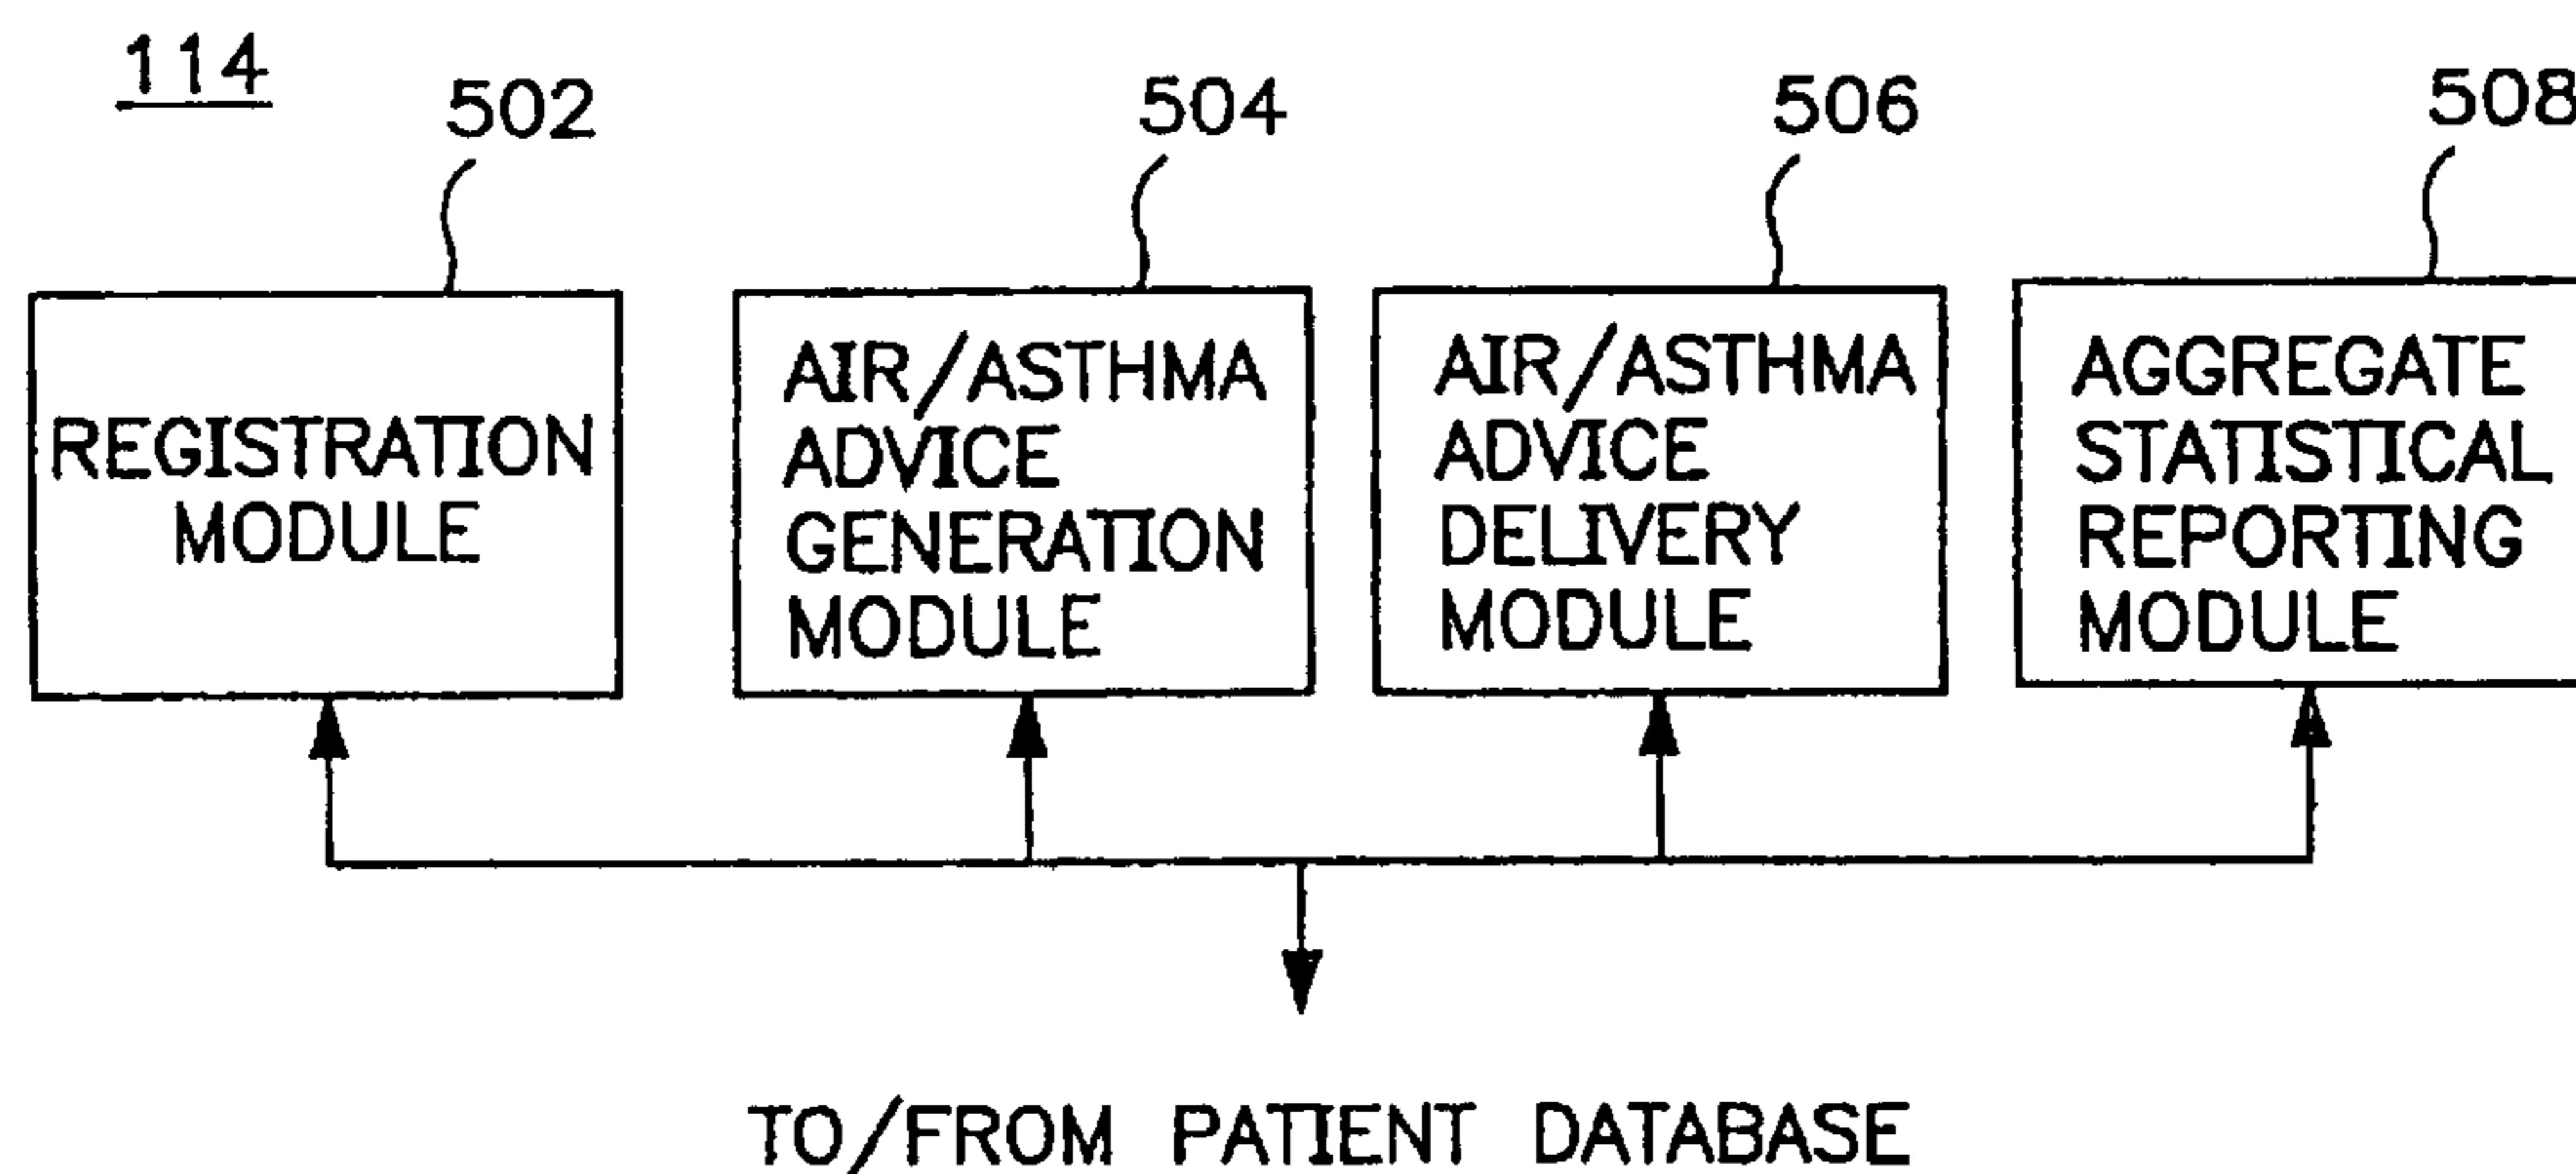 114
502
504
506
508
REGISTRATION
MODULE
AIR/ASTHMA
ADVICE
GENERATION
MODULE
AIR/ASTHMA
ADVICE
DELIVERY
MODULE
AGGREGATE
STATISTICAL
REPORTING
MODULE
TO/FROM PATIENT DATABASE